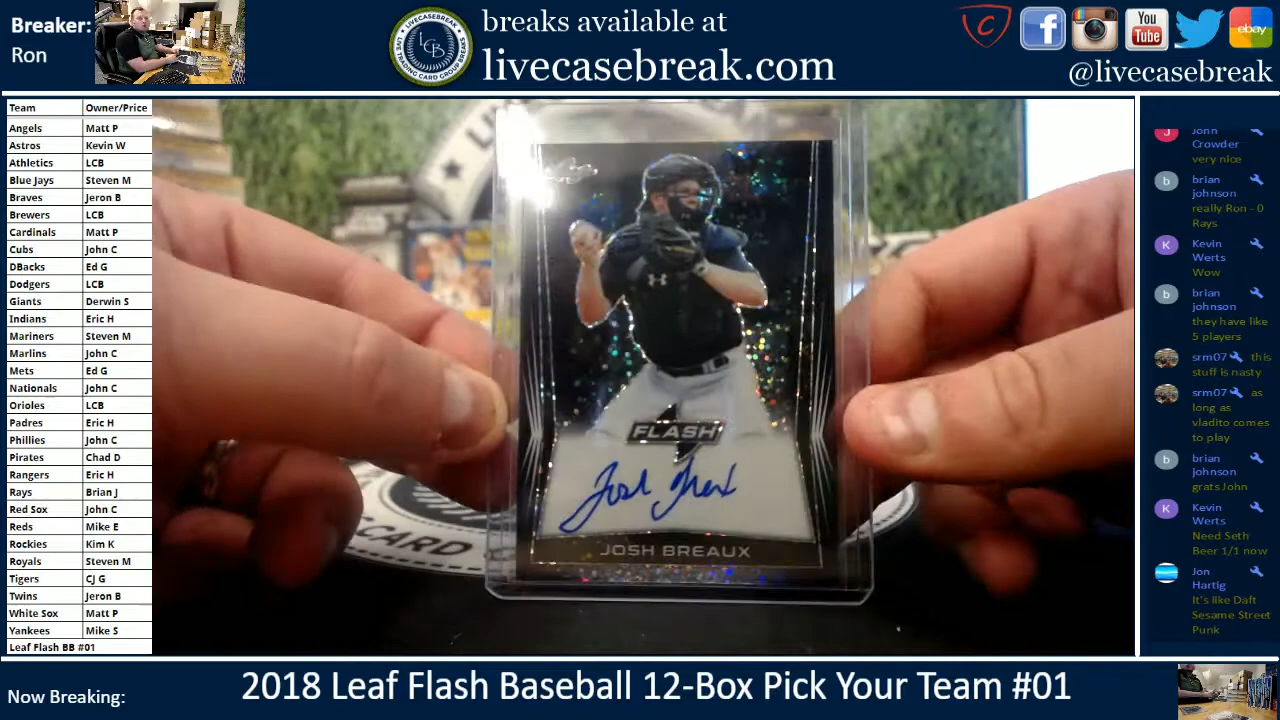 Breaker:
Ron
breaks available at
livecasebreak.com
LCB
You
Tube
ebay
@livecasebreak
Team Owner/Price
Angels Matt P
Astros Kevin W
Athletics LCB
Blue Jays Steven M
Braves Jeron B
Brewers LCB
Cardinals Matt P
Cubs John C
DBacks Ed G
Dodgers LCB
Giants Derwin S
Indians Eric H
Mariners Steven M
Marlins John C
Mets Ed G
Nationals John C
Orioles LCB
Padres Eric H
Phillies John C
Pirates Chad D
Rangers Eric H
Rays Brian J
Red Sox John C
Reds Mike E
Rockies Kim K
Royals Steven M
Tigers CJ G
Twins Jeron B
White Sox Matt P
Yankees Mike S
Leaf Flash BB #01
FLASH
JOSH BREAUX
CARD
J John
Crowder
very nice
b brian
johnson
really Ron - 0
Rays
K Kevin
Werts
Wow
b brian
johnson
they have like
5 players
srm07 this
stuff is nasty
srm07 as
long as
vladito comes
to play
b brian
johnson
grats John
K Kevin
Werts
Need Seth
Beer 1/1 now
Jon
Hartig
It's like Daft
Sesame Street
Punk
Now Breaking:
2018 Leaf Flash Baseball 12-Box Pick Your Team #01